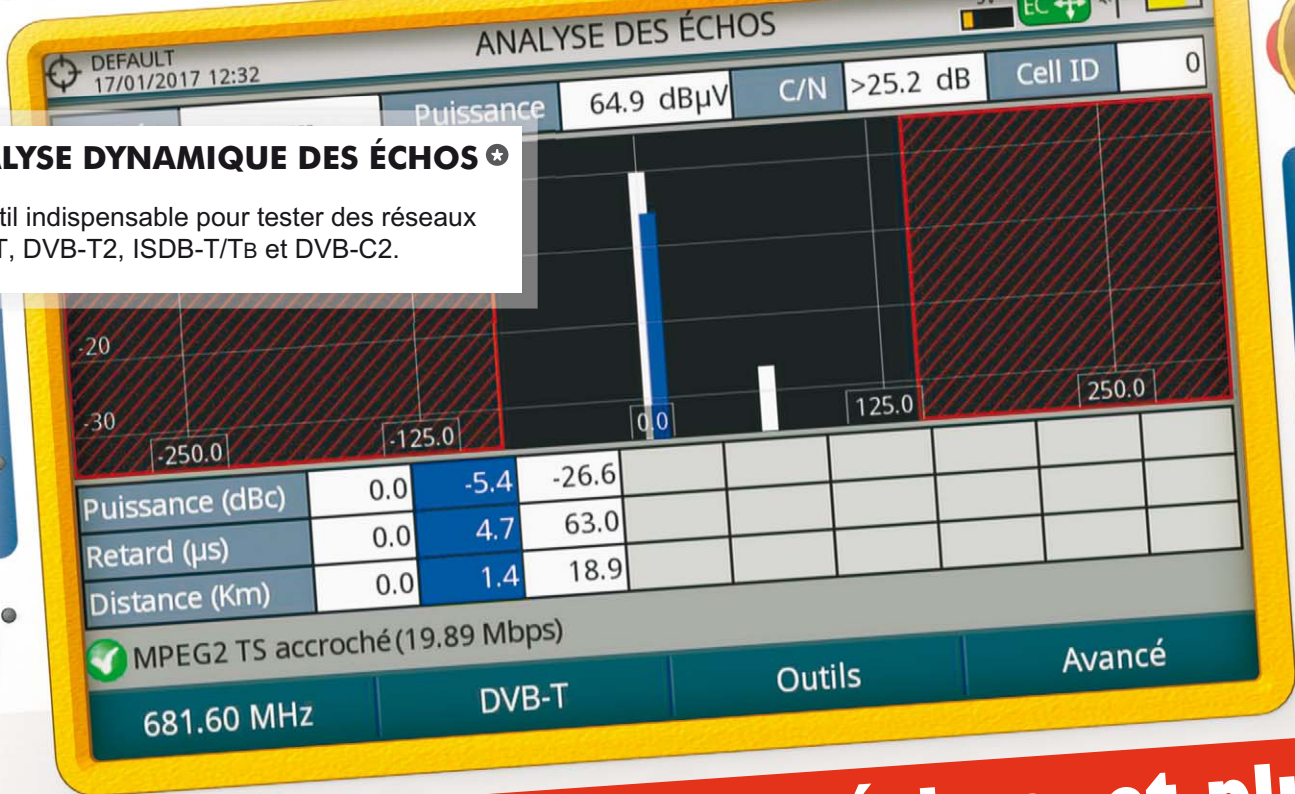 DEFAULT
17/01/2017 12:32
ANALYSE DES ÉCHOS
EC
Puissance 64.9 dBµV C/N >25.2 dB Cell ID 0
ALYSE DYNAMIQUE DES ÉCHOS
til indispensable pour tester des réseaux
T, DVB-T2, ISDB-T/TB et DVB-C2.
-20
-30
-250.0 -125.0 0.0 125.0 250.0
Puissance (dBc) 0.0 -5.4 -26.6
Retard (µs) 0.0 4.7 63.0
Distance (Km) 0.0 1.4 18.9
MPEG2 TS accroché (19.89 Mbps)
681.60 MHz DVB-T Outils Avancé